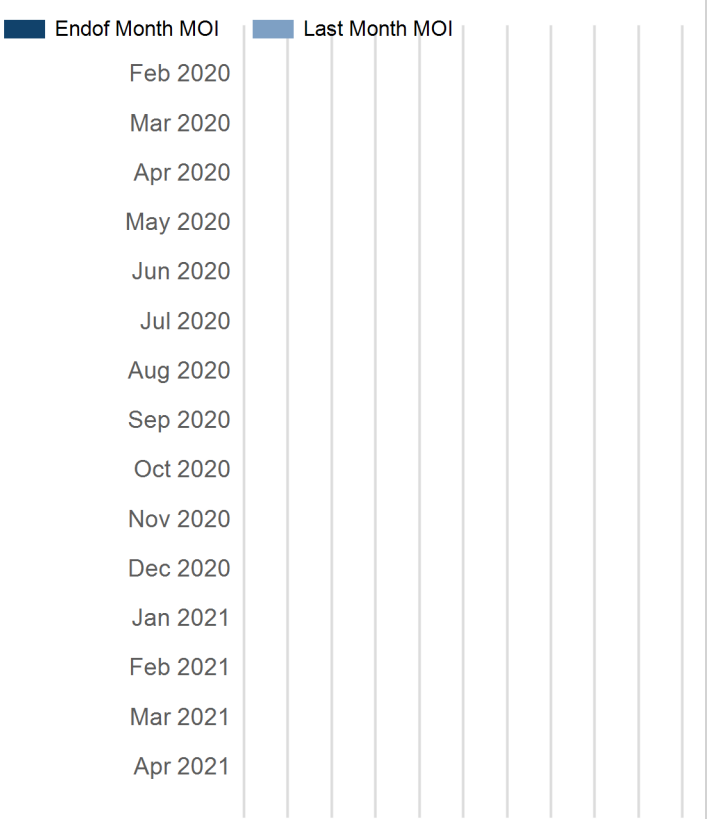 Endof Month MOI Last Month MOI
Feb 2020
Mar 2020
Apr 2020
May 2020
Jun 2020
Jul 2020
Aug 2020
Sep 2020
Oct 2020
Nov 2020
Dec 2020
Jan 2021
Feb 2021
Mar 2021
Apr 2021